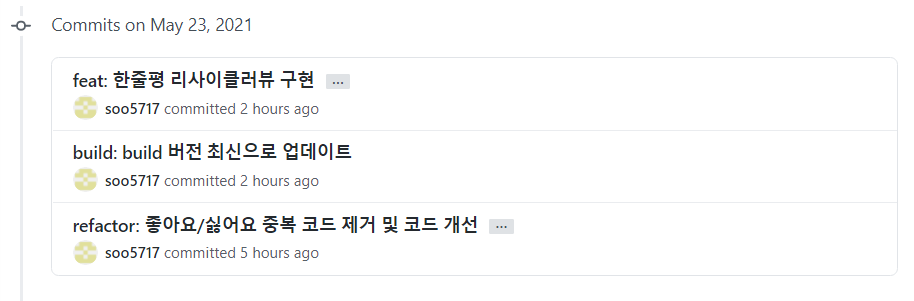 Commits on May 23, 2021
feat: 한줄평 리사이클러뷰 구현 …
soo5717 committed 2 hours ago
build: build 버전 최신으로 업데이트
soo5717 committed 2 hours ago
refactor: 좋아요/싫어요 중복 코드 제거 및 코드 개선 …
soo5717 committed 5 hours ago